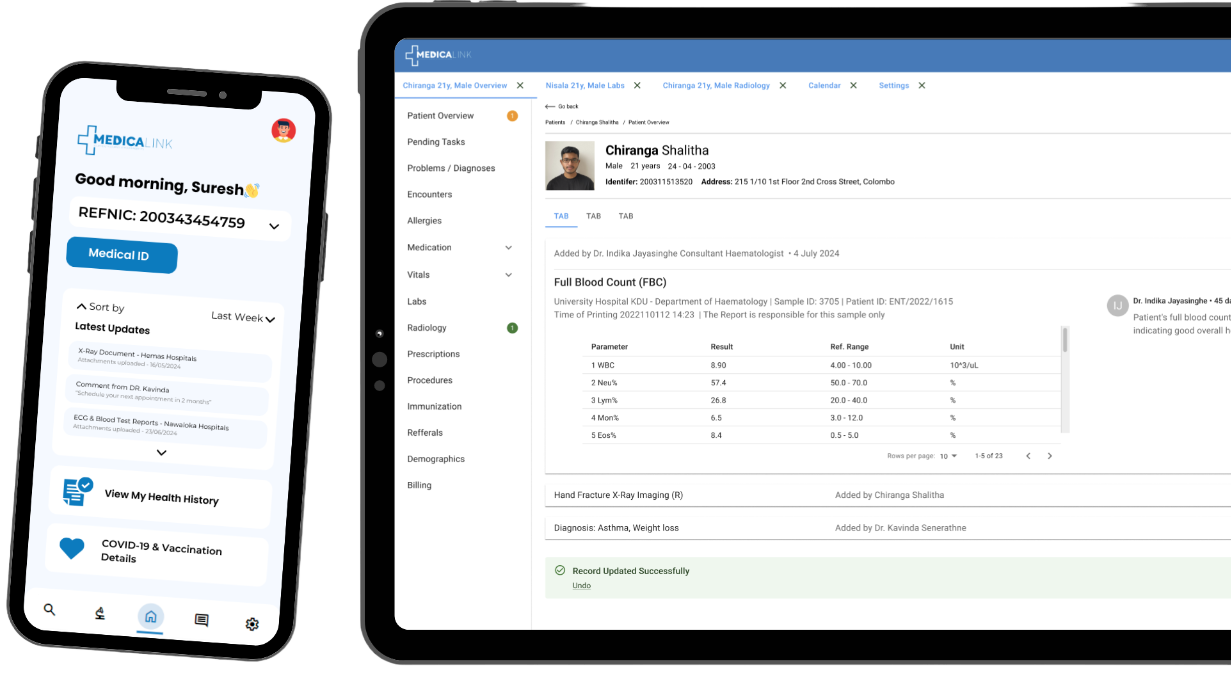 MEDICALINK
Good morning, Suresh👋
REFNIC: 200343454759
Medical ID
Sort by
Last Week
Latest Updates
X-Ray Document - Hemas Hospitals
Attachments uploaded - 16/05/2024
Comment from DR. Kavinda
"Schedule your next appointment in 2 months"
ECG & Blood Test Reports - Nawaloka Hospitals
Attachments uploaded - 23/06/2024
View My Health History
COVID-19 & Vaccination
Details
MEDICALINK
Chiranga 21y, Male Overview
Nisala 21y, Male Labs
Chiranga 21y, Male Radiology
Calendar
Settings
Patient Overview 1
Pending Tasks
Problems / Diagnoses
Encounters
Allergies
Medication
Vitals
Labs
Radiology 1
Prescriptions
Procedures
Immunization
Refferals
Demographics
Billing
Go back
Patients / Chiranga Shalitha / Patient Overview
Chiranga Shalitha
Male 21 years 24 - 04 - 2003
Identifer: 200311513520 Address: 215 1/10 1st Floor 2nd Cross Street, Colombo
TAB TAB TAB
Added by Dr. Indika Jayasinghe Consultant Haematologist • 4 July 2024
Full Blood Count (FBC)
University Hospital KDU - Department of Haematology | Sample ID: 3705 | Patient ID: ENT/2022/1615
Time of Printing 2022110112 14:23 | The Report is responsible for this sample only
Parameter Result Ref. Range Unit
1 WBC 8.90 4.00 - 10.00 10^3/uL
2 Neu% 57.4 50.0 - 70.0 %
3 Lym% 26.8 20.0 - 40.0 %
4 Mon% 6.5 3.0 - 12.0 %
5 Eos% 8.4 0.5 - 5.0 %
Rows per page: 10 1-5 of 23
IJ
Dr. Indika Jayasinghe • 45 da
Patient's full blood count
indicating good overall h
Hand Fracture X-Ray Imaging (R) Added by Chiranga Shalitha
Diagnosis: Asthma, Weight loss Added by Dr. Kavinda Senerathne
Record Updated Successfully
Undo